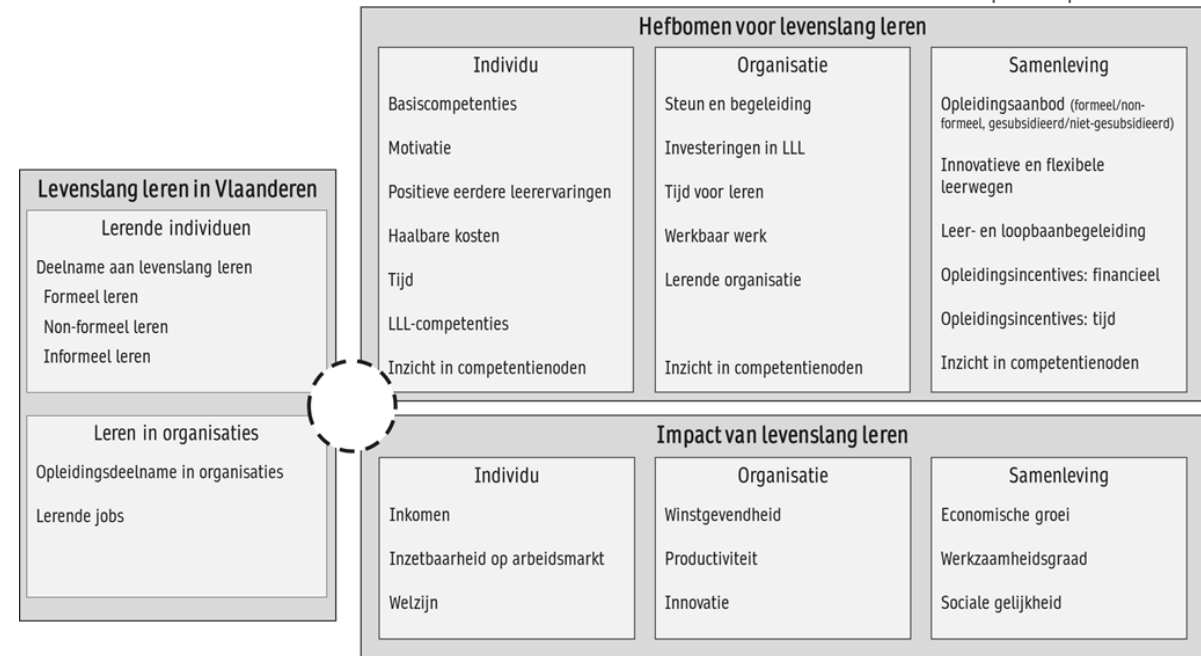 Hefbomen voor levenslang leren
Individu
Basiscompetenties
Motivatie
Positieve eerdere leerervaringen
Haalbare kosten
Tijd
LLL-competenties
Inzicht in competentienoden
Organisatie
Steun en begeleiding
Investeringen in LLL
Tijd voor leren
Werkbaar werk
Lerende organisatie
Inzicht in competentienoden
Samenleving
Opleidingsaanbod (formeel/non-
formeel, gesubsidieerd/niet-gesubsidieerd)
Innovatieve en flexibele
leerwegen
Leer- en loopbaanbegeleiding
Opleidingsincentives: financieel
Opleidingsincentives: tijd
Inzicht in competentienoden
Levenslang leren in Vlaanderen
Lerende individuen
Deelname aan levenslang leren
Formeel leren
Non-formeel leren
Informeel leren
Leren in organisaties
Opleidingsdeelname in organisaties
Lerende jobs
Impact van levenslang leren
Individu
Inkomen
Inzetbaarheid op arbeidsmarkt
Welzijn
Organisatie
Winstgevendheid
Productiviteit
Innovatie
Samenleving
Economische groei
Werkzaamheidsgraad
Sociale gelijkheid